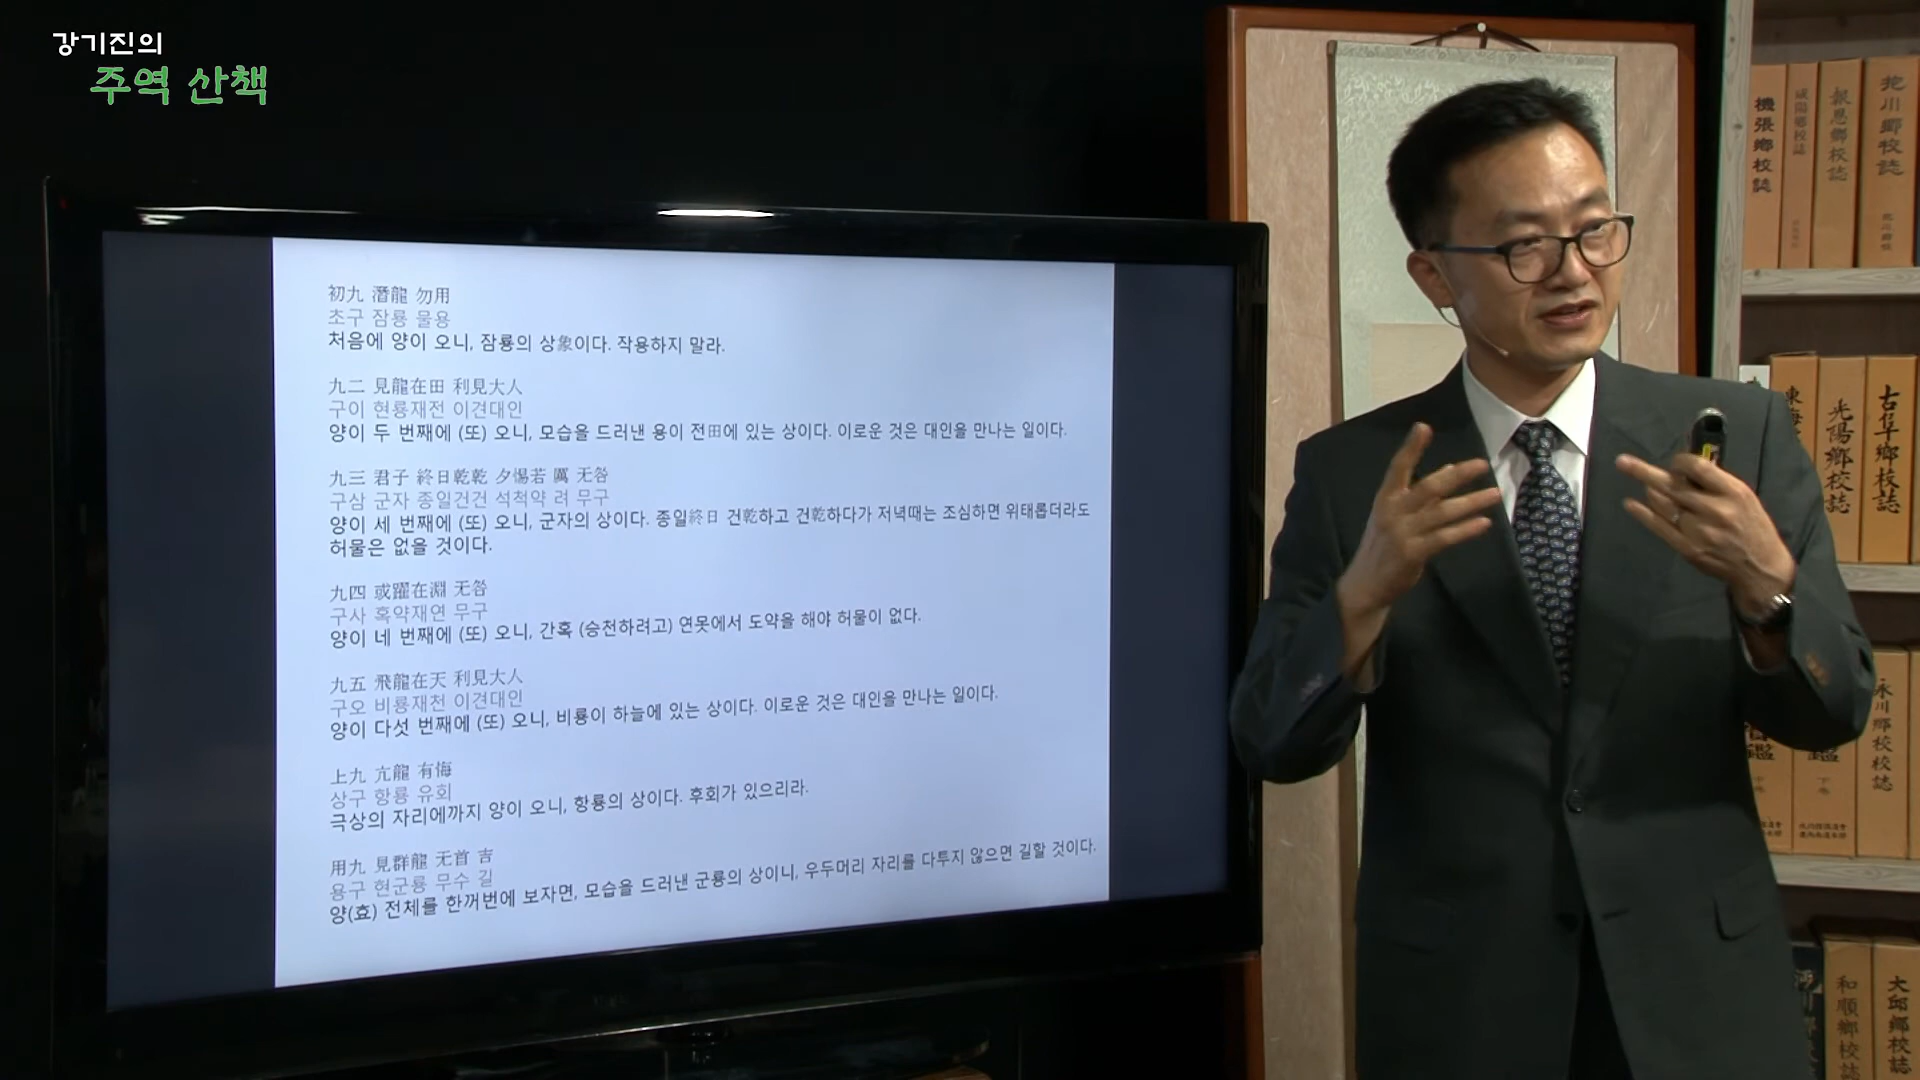 강기진의
주역 산책
初九 潛龍 勿用
초구 잠룡 물용
처음에 양이 오니, 잠룡의 상象이다. 작용하지 말라.
九二 見龍在田 利見大人
구이 현룡재전 이견대인
양이 두 번째에 (또) 오니, 모습을 드러낸 용이 전田에 있는 상이다. 이로운 것은 대인을 만나는 일이다.
九三 君子 終日乾乾 夕惕若 厲 无咎
구삼 군자 종일건건 석척약 려 무구
양이 세 번째에 (또) 오니, 군자의 상이다. 종일終日 건乾하고 건乾하다가 저녁때는 조심하면 위태롭더라도
허물은 없을 것이다.
九四 或躍在淵 无咎
구사 혹약재연 무구
양이 네 번째에 (또) 오니, 간혹 (승천하려고) 연못에서 도약을 해야 허물이 없다.
九五 飛龍在天 利見大人
구오 비룡재천 이견대인
양이 다섯 번째에 (또) 오니, 비룡이 하늘에 있는 상이다. 이로운 것은 대인을 만나는 일이다.
上九 亢龍 有悔
상구 항룡 유회
극상의 자리에까지 양이 오니, 항룡의 상이다. 후회가 있으리라.
用九 見群龍 无首 吉
용구 현군룡 무수 길
양(효) 전체를 한꺼번에 보자면, 모습을 드러낸 군룡의 상이니, 우두머리 자리를 다투지 않으면 길할 것이다.
機張鄕校誌
咸陽鄕校誌
報恩鄕校誌
抱川鄕校誌
光陽鄕校誌
古阜鄕校誌
永川鄕校誌
和順鄕校誌
大邱鄕校誌